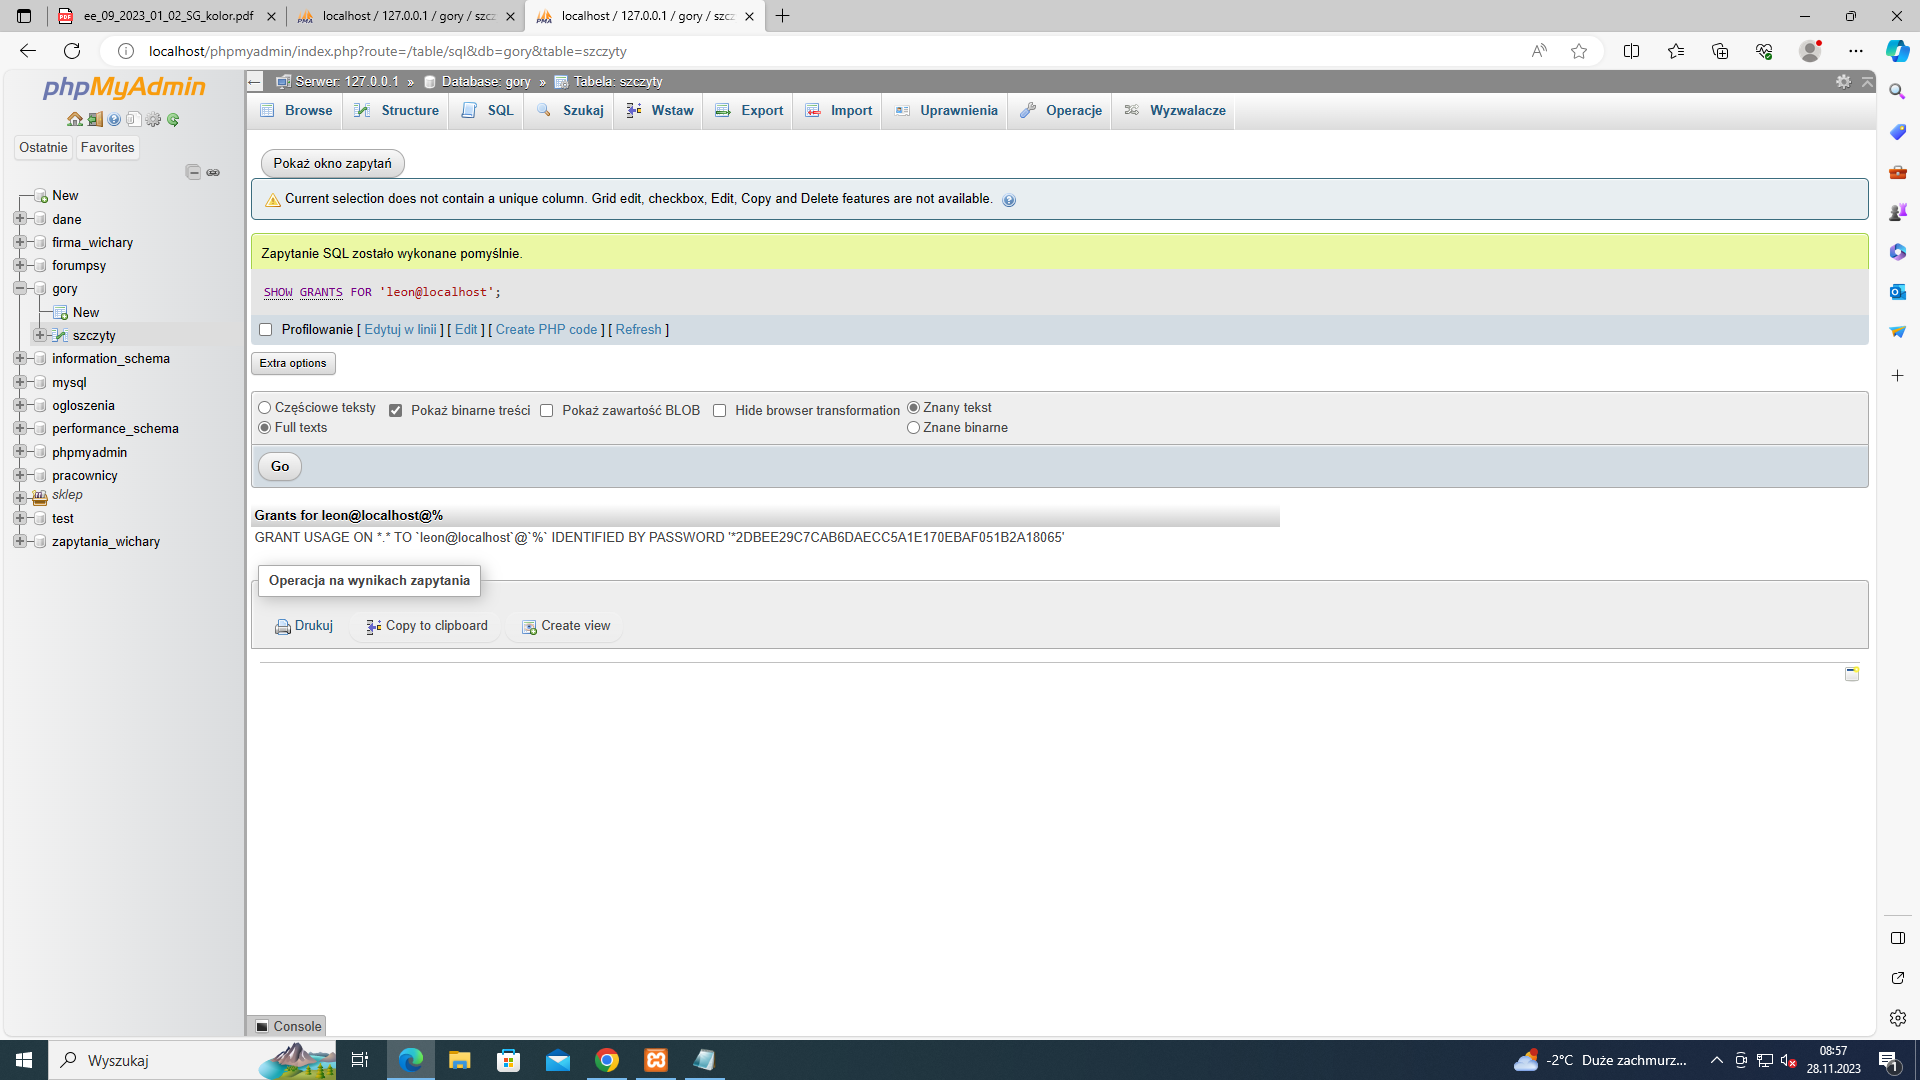 ee_09_2023_01_02_SG_kolor.pdf
localhost / 127.0.0.1 / gory / szcz
localhost / 127.0.0.1 / gory / szcz
localhost/phpmyadmin/index.php?route=/table/sql&db=gory&table=szczyty
phpMyAdmin
Ostatnie Favorites
New
dane
firma_wichary
forumpsy
gory
New
szczyty
information_schema
mysql
ogloszenia
performance_schema
phpmyadmin
pracownicy
sklep
test
zapytania_wichary
Serwer: 127.0.0.1 » Database: gory » Tabela: szczyty
Browse Structure SQL Szukaj Wstaw Export Import Uprawnienia Operacje Wyzwalacze
Pokaż okno zapytań
Current selection does not contain a unique column. Grid edit, checkbox, Edit, Copy and Delete features are not available.
Zapytanie SQL zostało wykonane pomyślnie.
SHOW GRANTS FOR 'leon@localhost';
Profilowanie [ Edytuj w linii ] [ Edit ] [ Create PHP code ] [ Refresh ]
Extra options
Częściowe teksty Pokaż binarne treści Pokaż zawartość BLOB Hide browser transformation Znany tekst
Full texts Znane binarne
Go
Grants for leon@localhost@%
GRANT USAGE ON *.* TO `leon@localhost`@`%` IDENTIFIED BY PASSWORD '*2DBEE29C7CAB6DAECC5A1E170EBAF051B2A18065'
Operacja na wynikach zapytania
Drukuj Copy to clipboard Create view
Console
Wyszukaj
-2°C Duże zachmurz...
08:57
28.11.2023
1